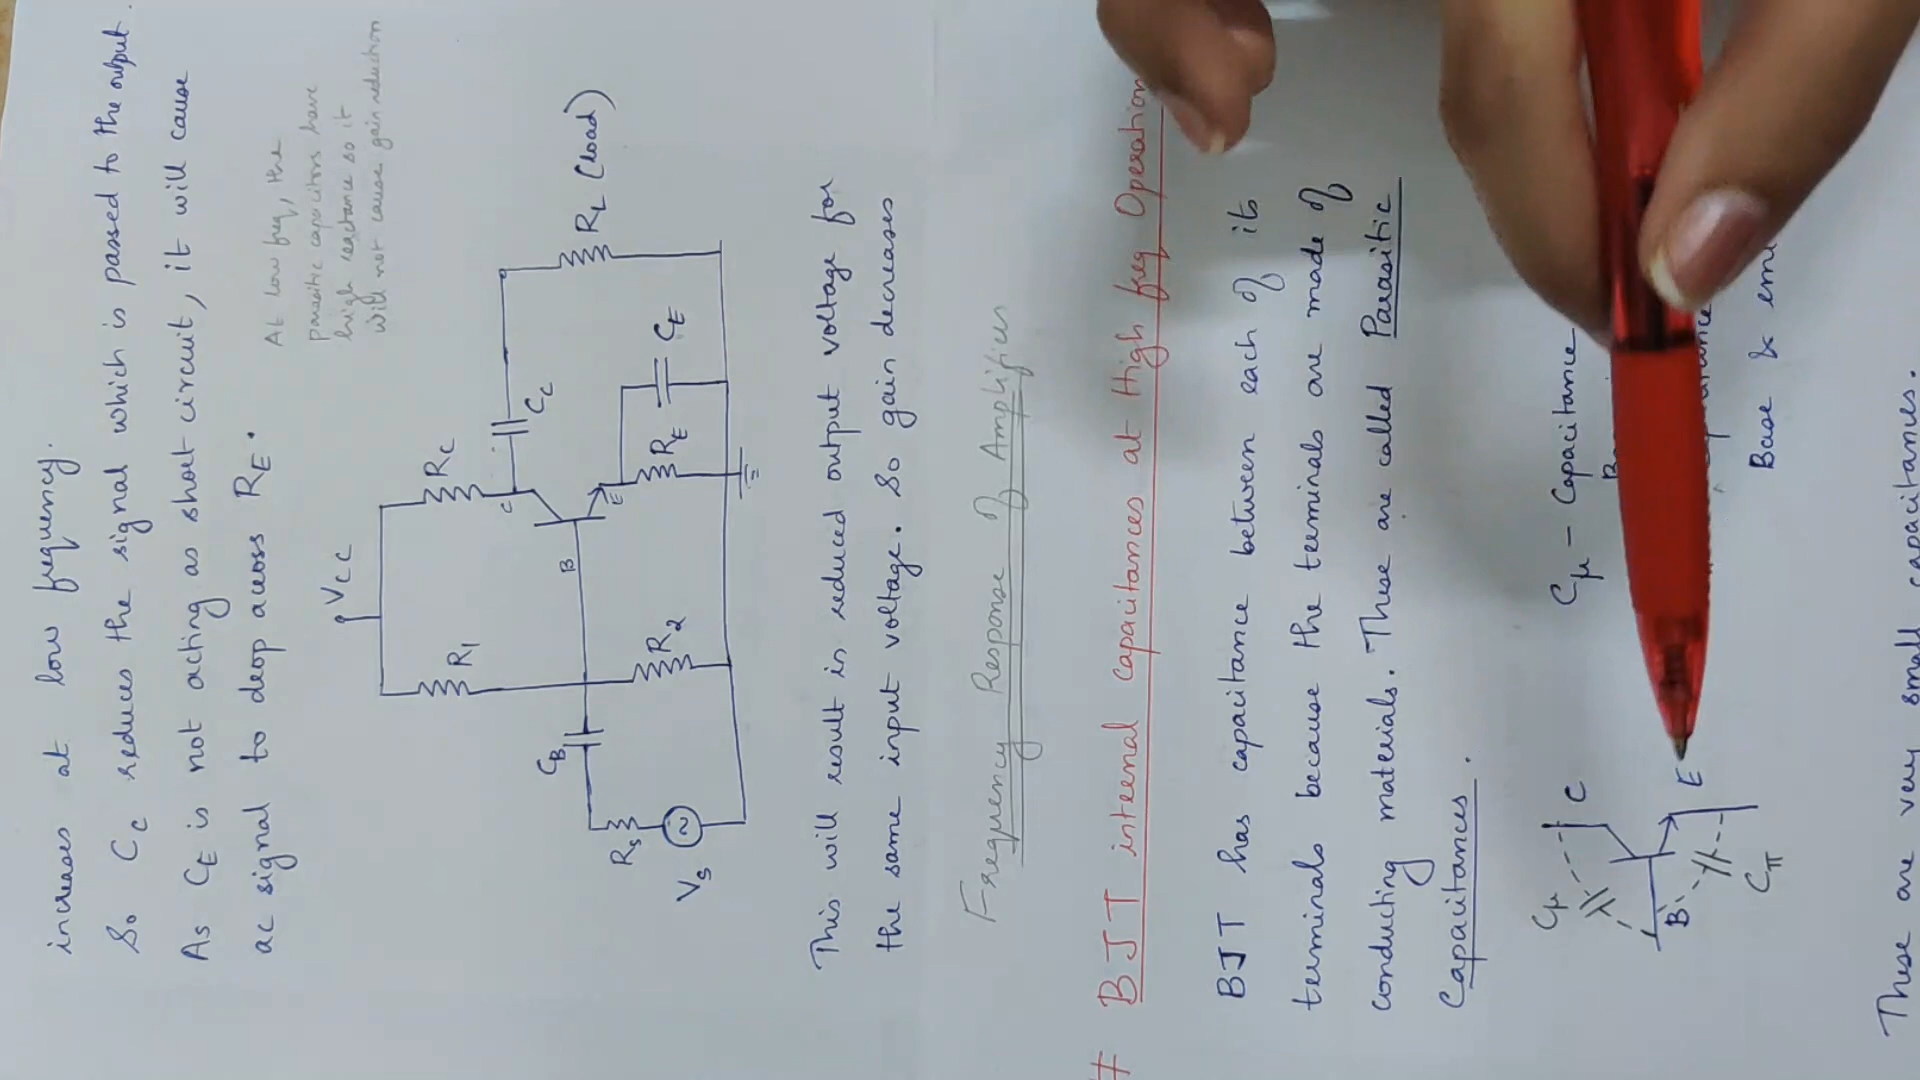 increases at low frequency.
So Cc reduces the signal which is passed to the output.
As CE is not acting as short circuit, it will cause
ac signal to drop across RE.
At low freq, the
parasitic capacitors have
high reactance so it
will not cause gain reduction
VCC
R1
RC
C
CC
RL (load)
B
E
RE
CE
CB
R2
Rs
Vs
This will result in reduced output voltage for
the same input voltage. So gain decreases
Frequency Response Of Amplifiers
# BJT internal capacitances at High freq Operation
BJT has capacitance between each of its
terminals because the terminals are made of
conducting materials. These are called Parasitic
Capacitances.
Cμ
C
B
E
Cπ
Cμ - Capacitance
Base & emi
These are very small capacitances.